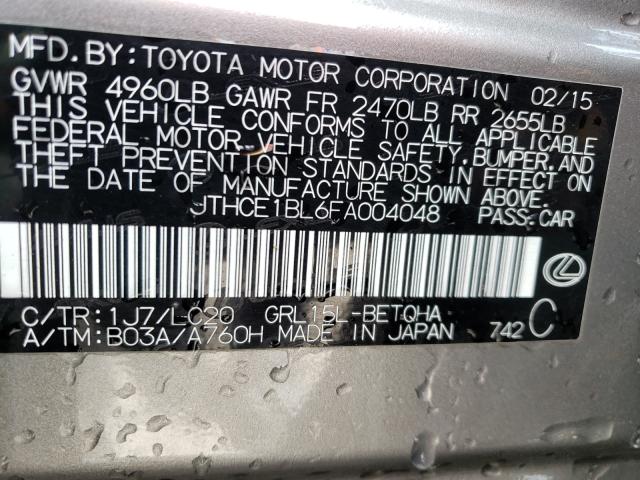 MFD. BY: TOYOTA MOTOR CORPORATION 02/15
GVWR 4960LB GAWR FR 2470LB RR 2655LB
THIS VEHICLE CONFORMS TO ALL APPLICABLE
FEDERAL MOTOR VEHICLE SAFETY, BUMPER, AND
THEFT PREVENTION STANDARDS IN EFFECT ON
THE DATE OF MANUFACTURE SHOWN ABOVE.
JTHCE1BL6FA004048 PASS.CAR
C/TR: 1J7/LC20 GRL15L-BETQHA
A/TM: B03A/A760H MADE IN JAPAN 742 C